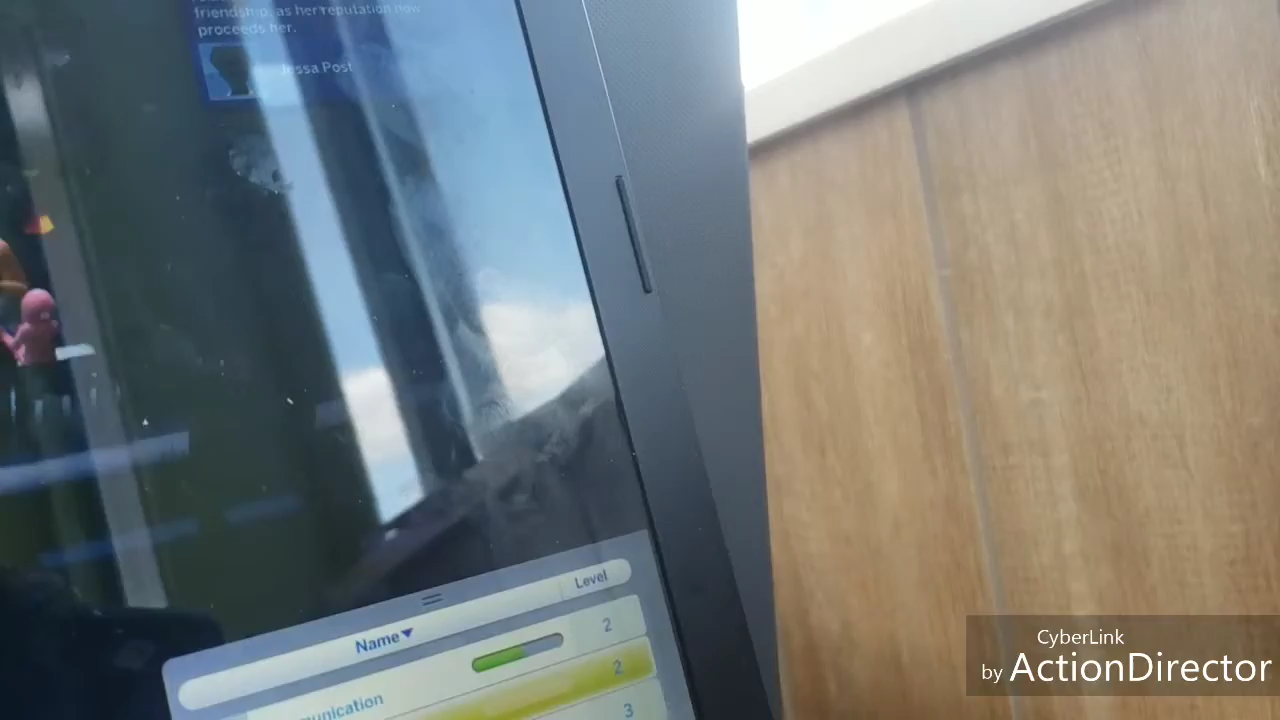 friendship, as her reputation now
proceeds her.
Jessa Post
Level
Name
2
2
3
CyberLink
by ActionDirector